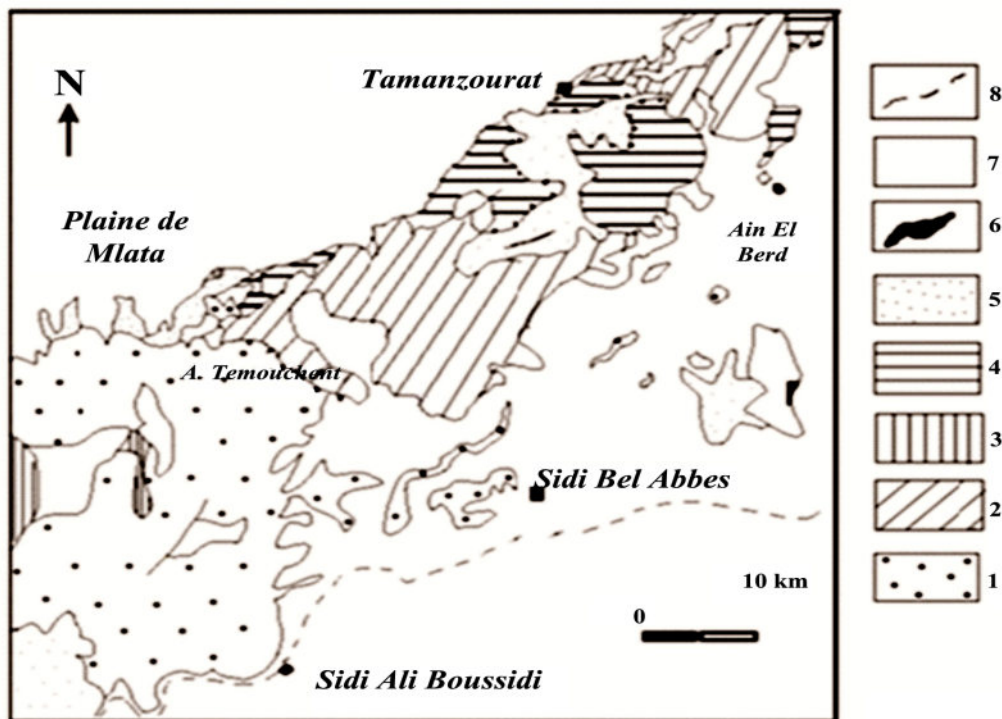 N
Tamanzourat
Plaine de
Mlata
Ain El
Berd
A. Temouchent
Sidi Bel Abbes
10 km
0
Sidi Ali Boussidi
8
7
6
5
4
3
2
1